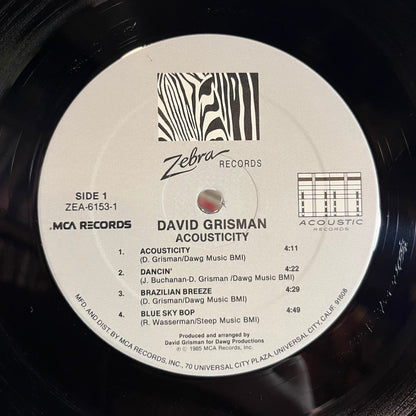 Zebra RECORDS
SIDE 1
ZEA-6153-1
.MCA RECORDS
DAVID GRISMAN
ACOUSTICITY
ACOUSTIC
RECORDS
1. ACOUSTICITY 4:11
(D. Grisman/Dawg Music BMI)
2. DANCIN' 4:22
(J. Buchanan-D. Grisman /Dawg Music BMI)
3. BRAZILIAN BREEZE 4:29
(D. Grisman/Dawg Music BMI)
4. BLUE SKY BOP 4:49
(R. Wasserman/Steep Music BMI)
Produced and arranged by
David Grisman for Dawg Productions
℗ © 1985 MCA Records, Inc.
MFD. AND DIST BY MCA RECORDS, INC., 70 UNIVERSAL CITY PLAZA, UNIVERSAL CITY, CALIF. 91608